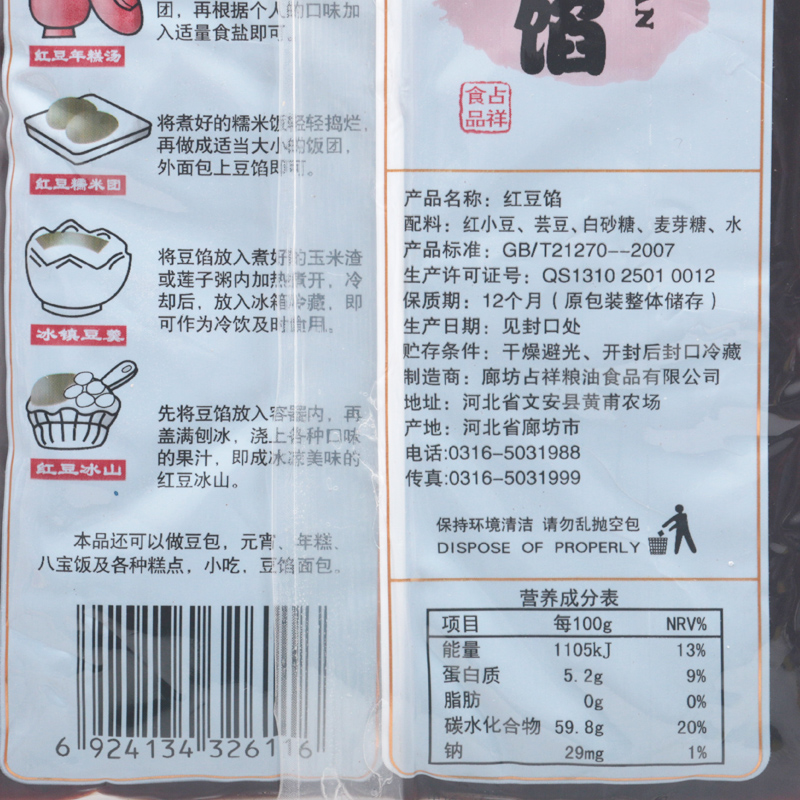 团，再根据个人的口味加
入适量食盐即可。
红豆年糕汤
将煮好的糯米饭轻轻捣烂，
再做成适当大小的饭团，
外面包上豆馅即可。
红豆糯米团
将豆馅放入煮好的玉米渣
或莲子粥内加热煮开，冷
却后，放入冰箱冷藏，即
可作为冷饮及时食用。
冰镇豆羹
先将豆馅放入容器内，再
盖满刨冰，浇上各种口味
的果汁，即成冰凉美味的
红豆冰山。
红豆冰山
本品还可以做豆包，元宵、年糕、
八宝饭及各种糕点，小吃，豆馅面包。
6 924134 326116
馅
AN
占祥
食品
产品名称：红豆馅
配料：红小豆、芸豆、白砂糖、麦芽糖、水
产品标准：GB/T21270--2007
生产许可证号：QS1310 2501 0012
保质期：12个月（原包装整体储存）
生产日期：见封口处
贮存条件：干燥避光、开封后封口冷藏
制造商：廊坊占祥粮油食品有限公司
地址：河北省文安县黄甫农场
产地：河北省廊坊市
电话:0316-5031988
传真:0316-5031999
保持环境清洁 请勿乱抛空包
DISPOSE OF PROPERLY
营养成分表
项目 每100g NRV%
能量 1105kJ 13%
蛋白质 5.2g 9%
脂肪 0g 0%
碳水化合物 59.8g 20%
钠 29mg 1%